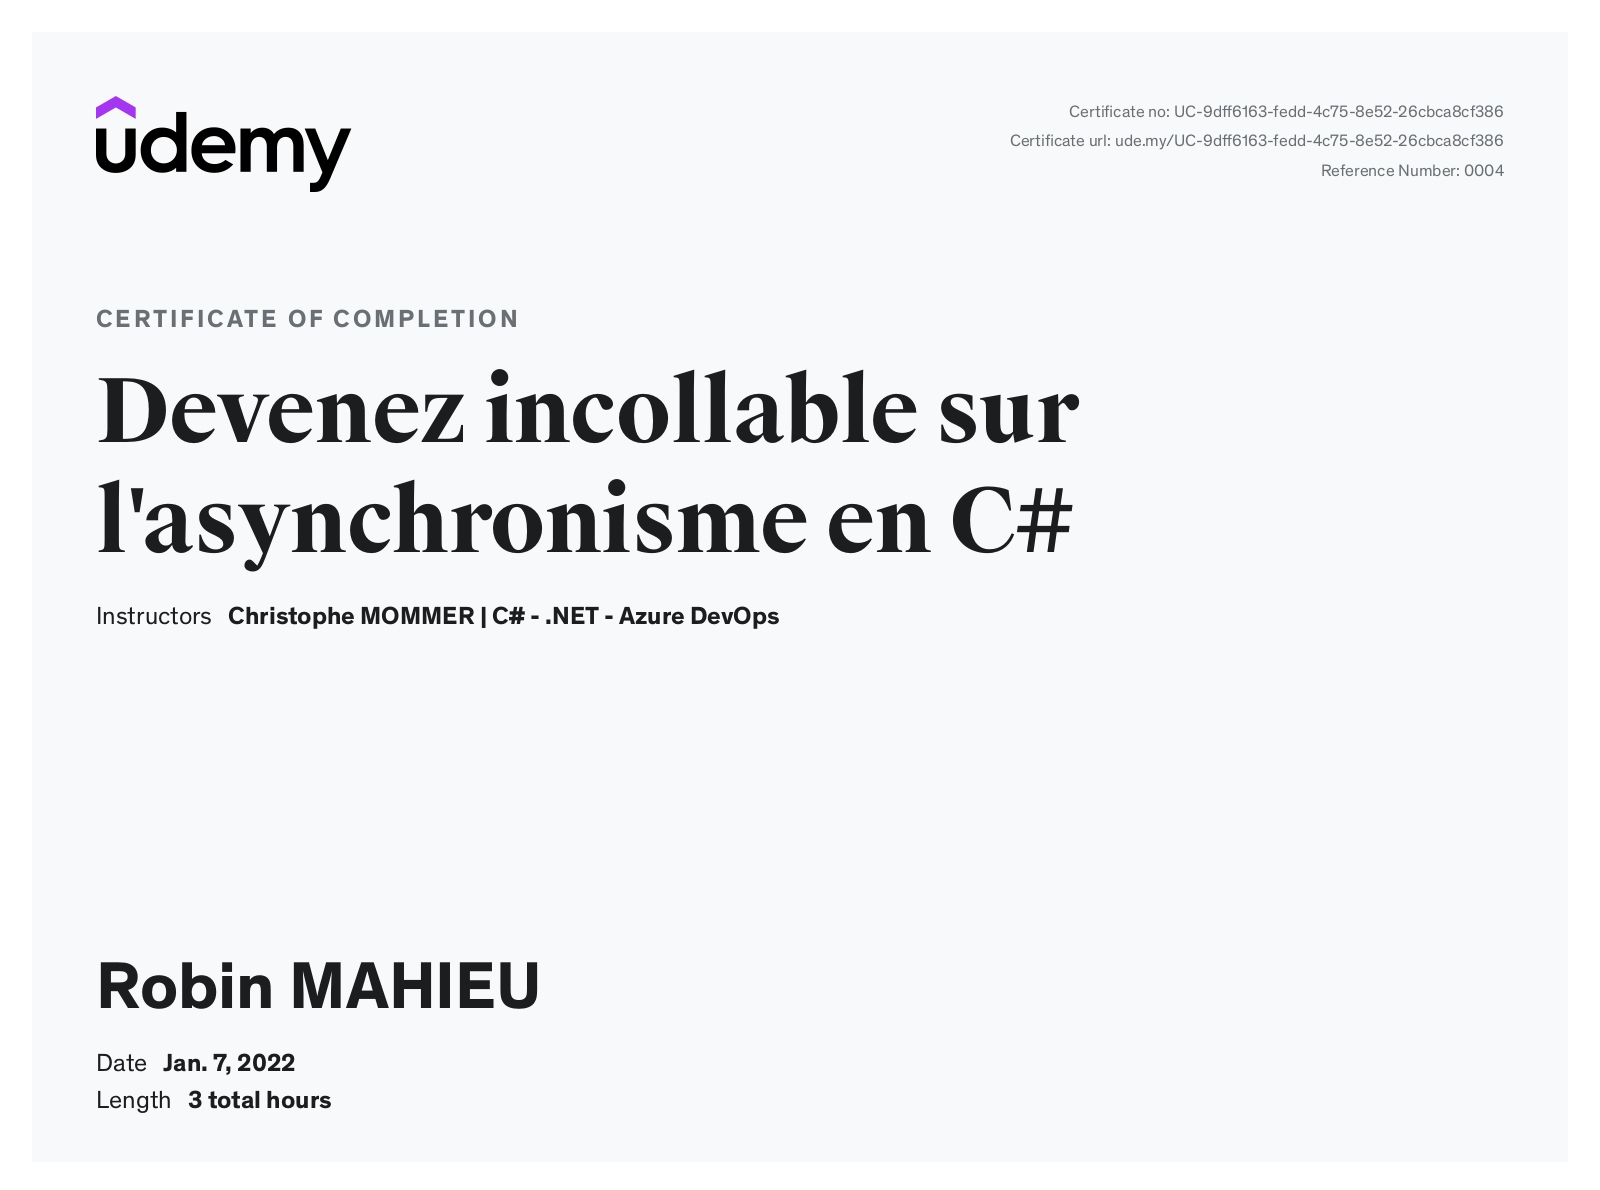 udemy
Certificate no: UC-9dff6163-fedd-4c75-8e52-26cbca8cf386
Certificate url: ude.my/UC-9dff6163-fedd-4c75-8e52-26cbca8cf386
Reference Number: 0004
CERTIFICATE OF COMPLETION
Devenez incollable sur
l'asynchronisme en C#
Instructors Christophe MOMMER | C# - .NET - Azure DevOps
Robin MAHIEU
Date Jan. 7, 2022
Length 3 total hours